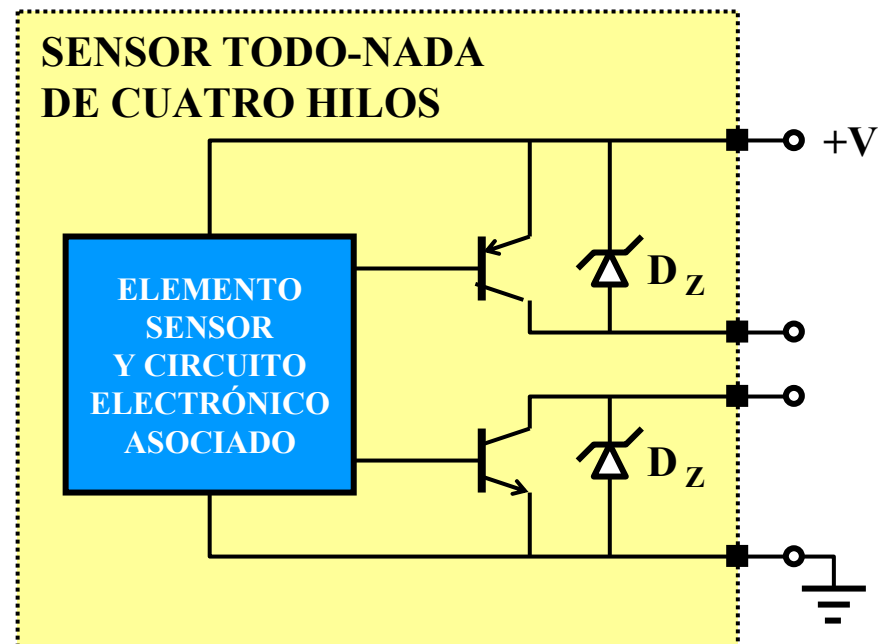 SENSOR TODO-NADA
DE CUATRO HILOS
+V
ELEMENTO
SENSOR
Y CIRCUITO
ELECTRÓNICO
ASOCIADO
D Z
D Z